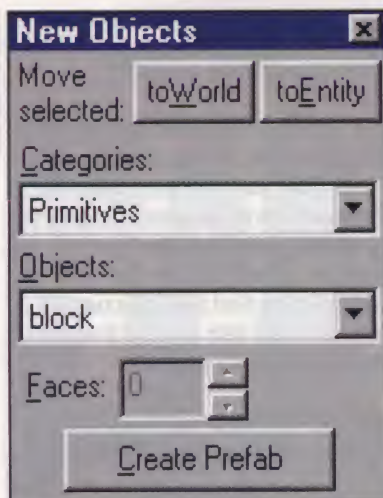 New Objects
Move
selected: toWorld toEntity
Categories:
Primitives
Objects:
block
Faces: 0
Create Prefab